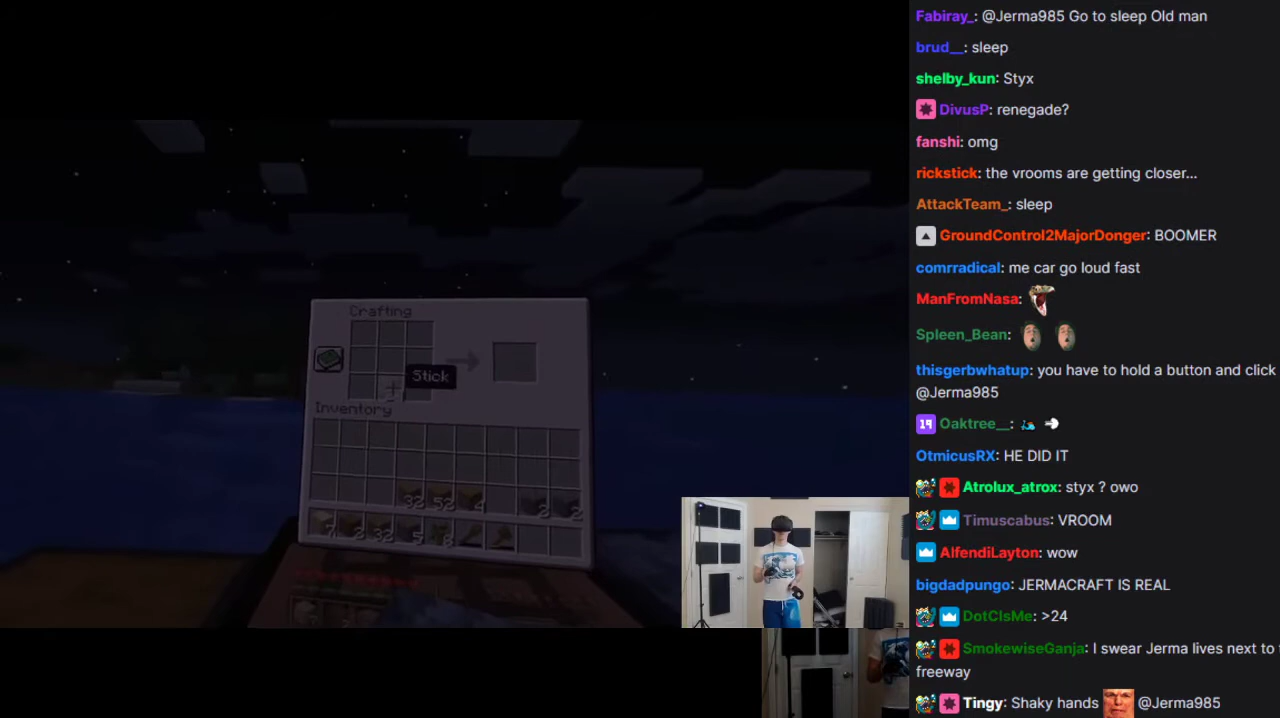 Fabiray_: @Jerma985 Go to sleep Old man
brud__: sleep
shelby_kun: Styx
DivusP: renegade?
fanshi: omg
rickstick: the vrooms are getting closer...
AttackTeam_: sleep
GroundControl2MajorDonger: BOOMER
comrradical: me car go loud fast
ManFromNasa:
Spleen_Bean:
thisgerbwhatup: you have to hold a button and click
@Jerma985
19 Oaktree__:
OtmicusRX: HE DID IT
Atrolux_atrox: styx ? owo
Timuscabus: VROOM
AlfendiLayton: wow
bigdadpungo: JERMACRAFT IS REAL
DotCIsMe: >24
SmokewiseGanja: I swear Jerma lives next to
freeway
Tingy: Shaky hands @Jerma985
Crafting
Stick
Inventory
32 53 4 2 2
7 3 32 5 8